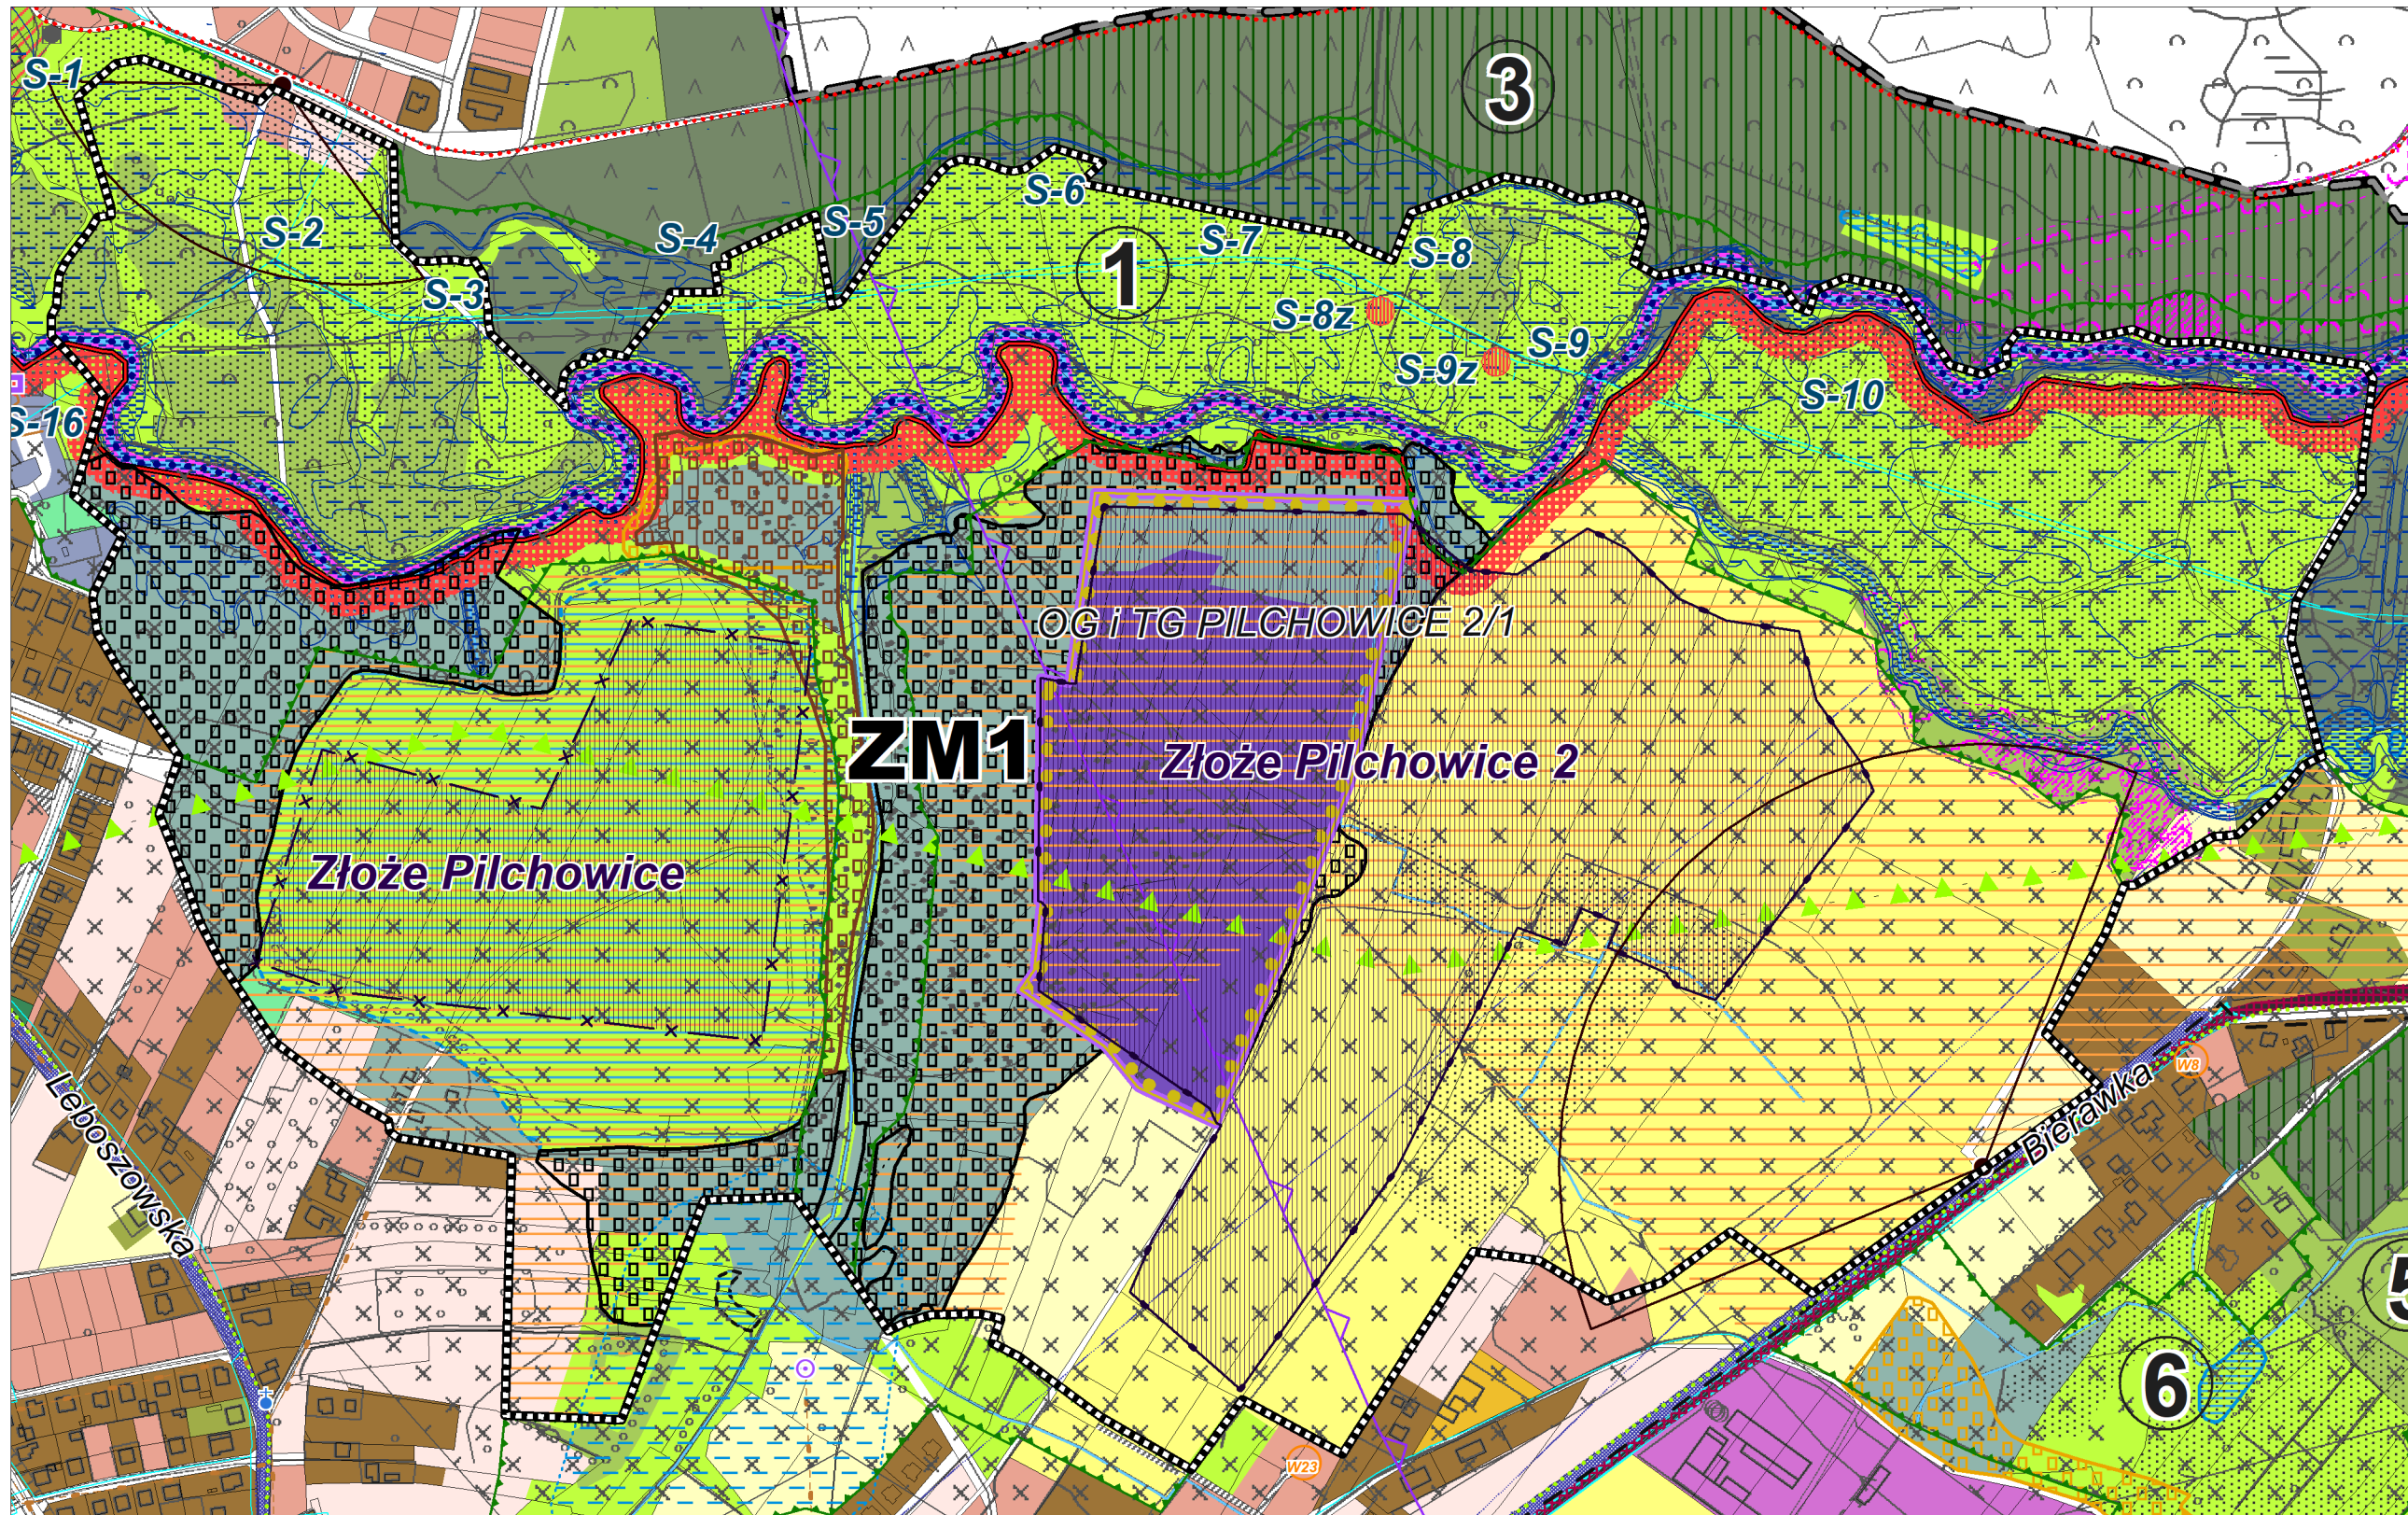 S-1
3
S-6
S-2
S-4
S-5
S-7
S-8
1
S-3
S-8z
S-9
S-9z
S-10
S-16
OG i TG PILCHOWICE 2/1
ZM1
Złoże Pilchowice 2
Złoże Pilchowice
W8
Leboszowska
Bierawka
5
6
W23